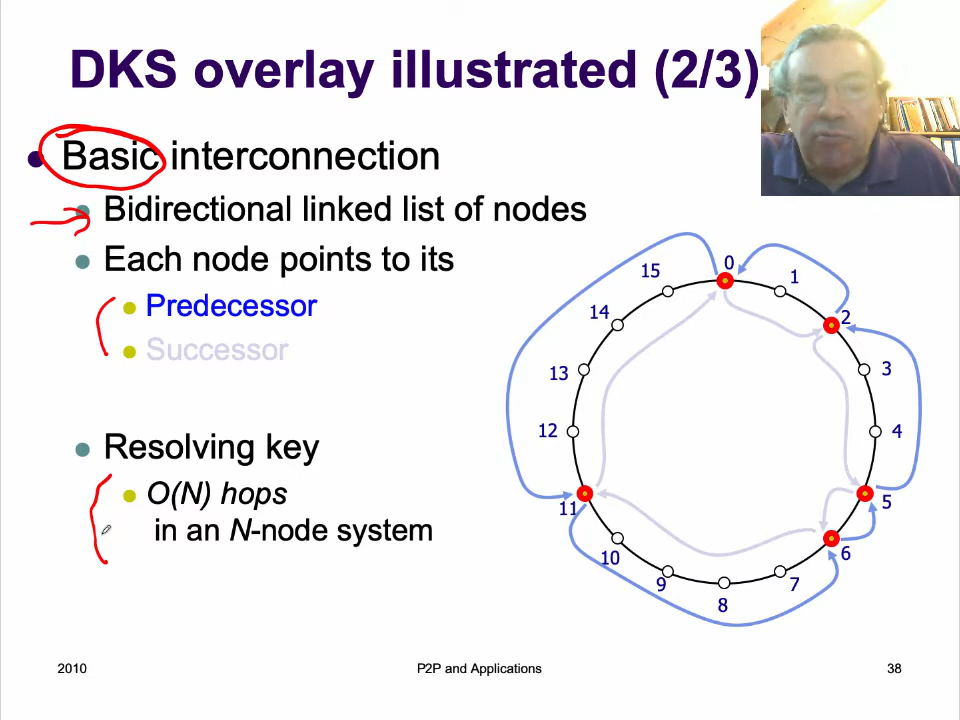 DKS overlay illustrated (2/3)
Basic interconnection
Bidirectional linked list of nodes
Each node points to its
Predecessor
Successor
Resolving key
O(N) hops
in an N-node system
0
1
2
3
4
5
6
7
8
9
10
11
12
13
14
15
2010
P2P and Applications
38